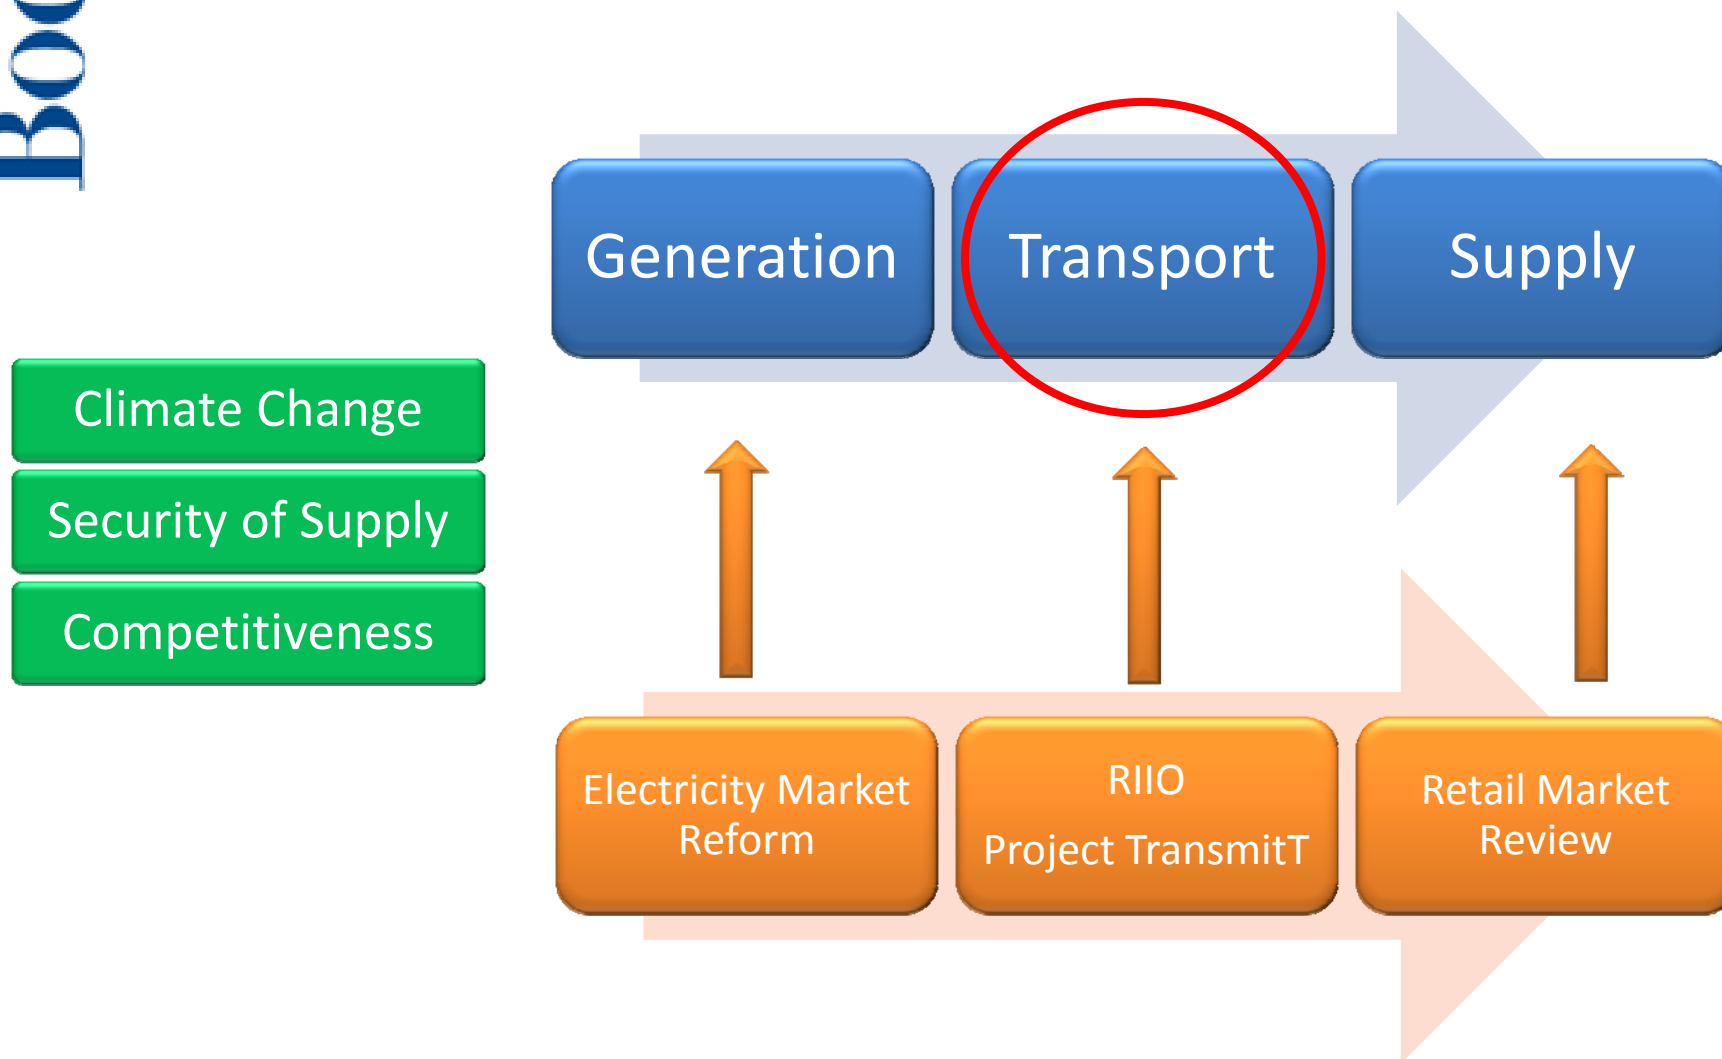 Generation
Transport
Supply
Climate Change
Security of Supply
Competitiveness
Electricity Market
Reform
RIIO
Project TransmitT
Retail Market
Review